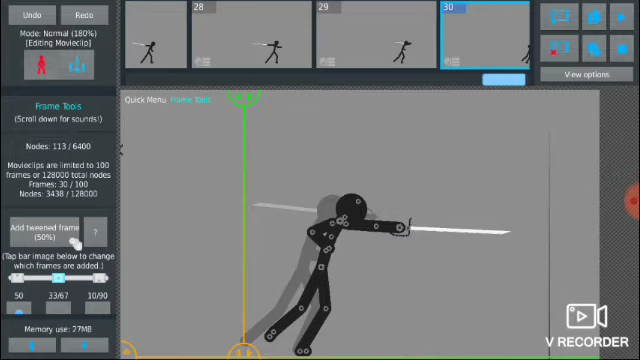 Undo
Redo
Mode: Normal (180%)
[Editing Movieclip]
Frame Tools
(Scroll down for sounds!)
Nodes: 113 / 6400
Movieclips are limited to 100
frames or 128000 total nodes
Frames: 30 / 100
Nodes: 3438 / 128000
Add tweened frame
(50%)
?
(Tap bar image below to change
which frames are added.)
50
33/67
10/90
Memory use: 27MB
28
29
30
View options
Quick Menu
Frame Tools
V RECORDER